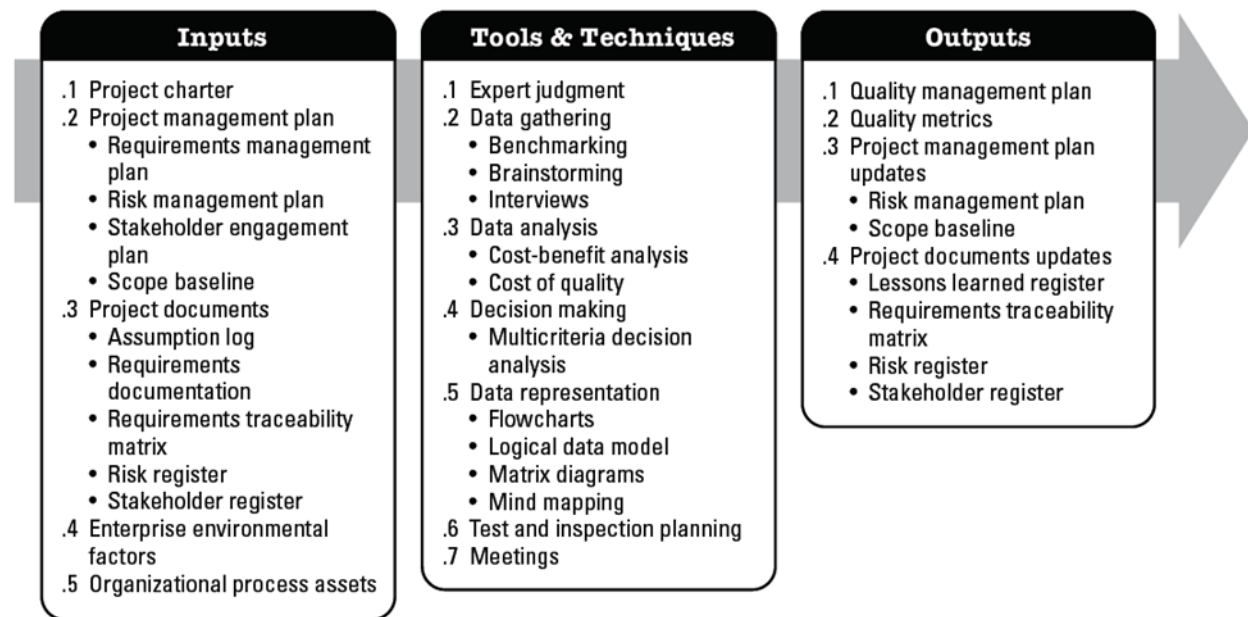 Inputs
.1 Project charter
.2 Project management plan
• Requirements management
plan
• Risk management plan
• Stakeholder engagement
plan
• Scope baseline
.3 Project documents
• Assumption log
• Requirements
documentation
• Requirements traceability
matrix
• Risk register
• Stakeholder register
.4 Enterprise environmental
factors
.5 Organizational process assets
Tools & Techniques
.1 Expert judgment
.2 Data gathering
• Benchmarking
• Brainstorming
• Interviews
.3 Data analysis
• Cost-benefit analysis
• Cost of quality
.4 Decision making
• Multicriteria decision
analysis
.5 Data representation
• Flowcharts
• Logical data model
• Matrix diagrams
• Mind mapping
.6 Test and inspection planning
.7 Meetings
Outputs
.1 Quality management plan
.2 Quality metrics
.3 Project management plan
updates
• Risk management plan
• Scope baseline
.4 Project documents updates
• Lessons learned register
• Requirements traceability
matrix
• Risk register
• Stakeholder register